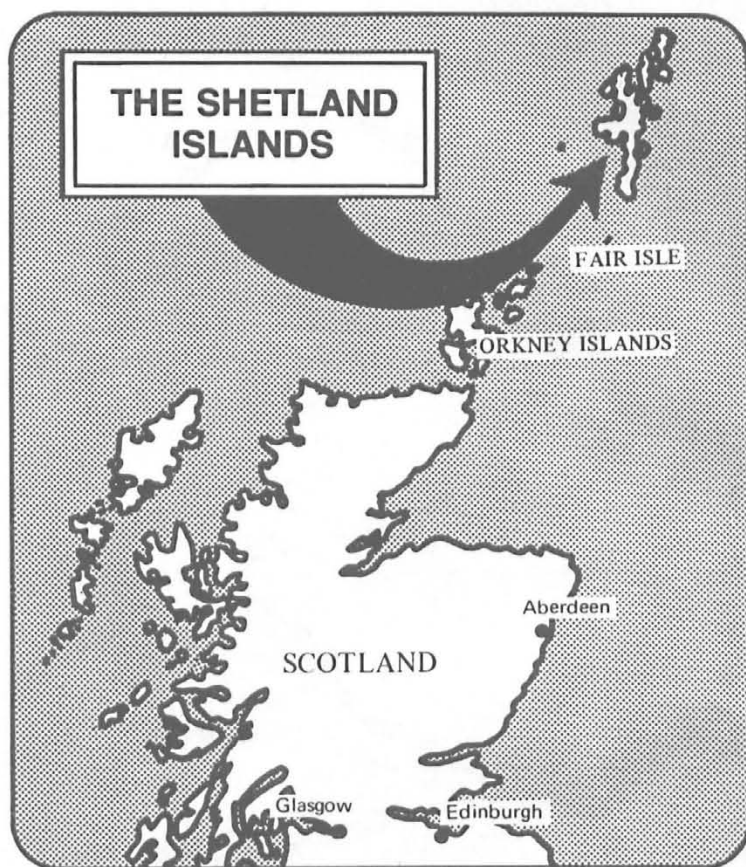 THE SHETLAND
ISLANDS
FAIR ISLE
ORKNEY ISLANDS
Aberdeen
SCOTLAND
Glasgow
Edinburgh